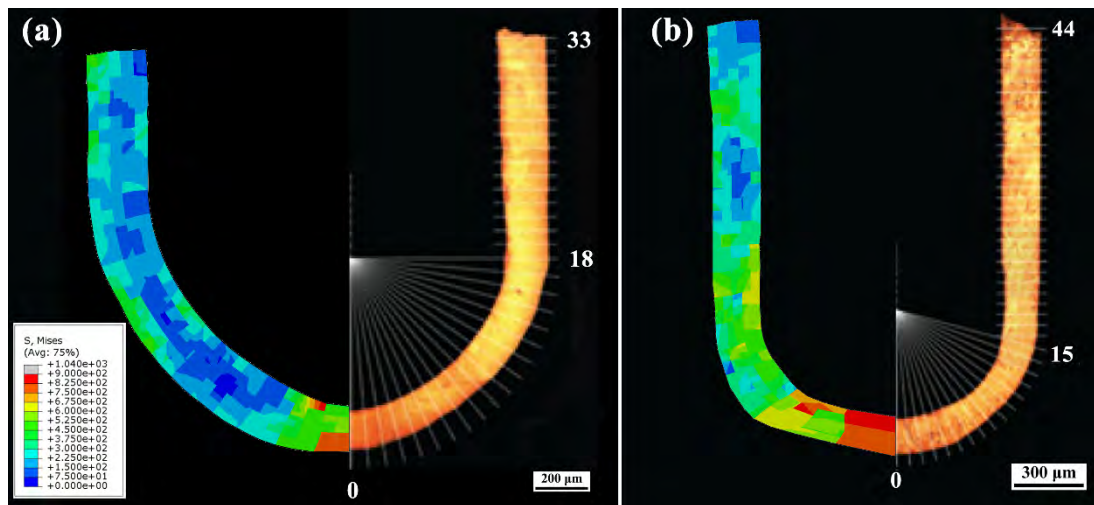 (a)
33
18
S, Mises
(Avg: 75%)
+1.040e+03
+9.000e+02
+8.250e+02
+7.500e+02
+6.750e+02
+6.000e+02
+5.250e+02
+4.500e+02
+3.750e+02
+3.000e+02
+2.250e+02
+1.500e+02
+7.500e+01
+0.000e+00
0
200 μm
(b)
44
15
0
300 μm